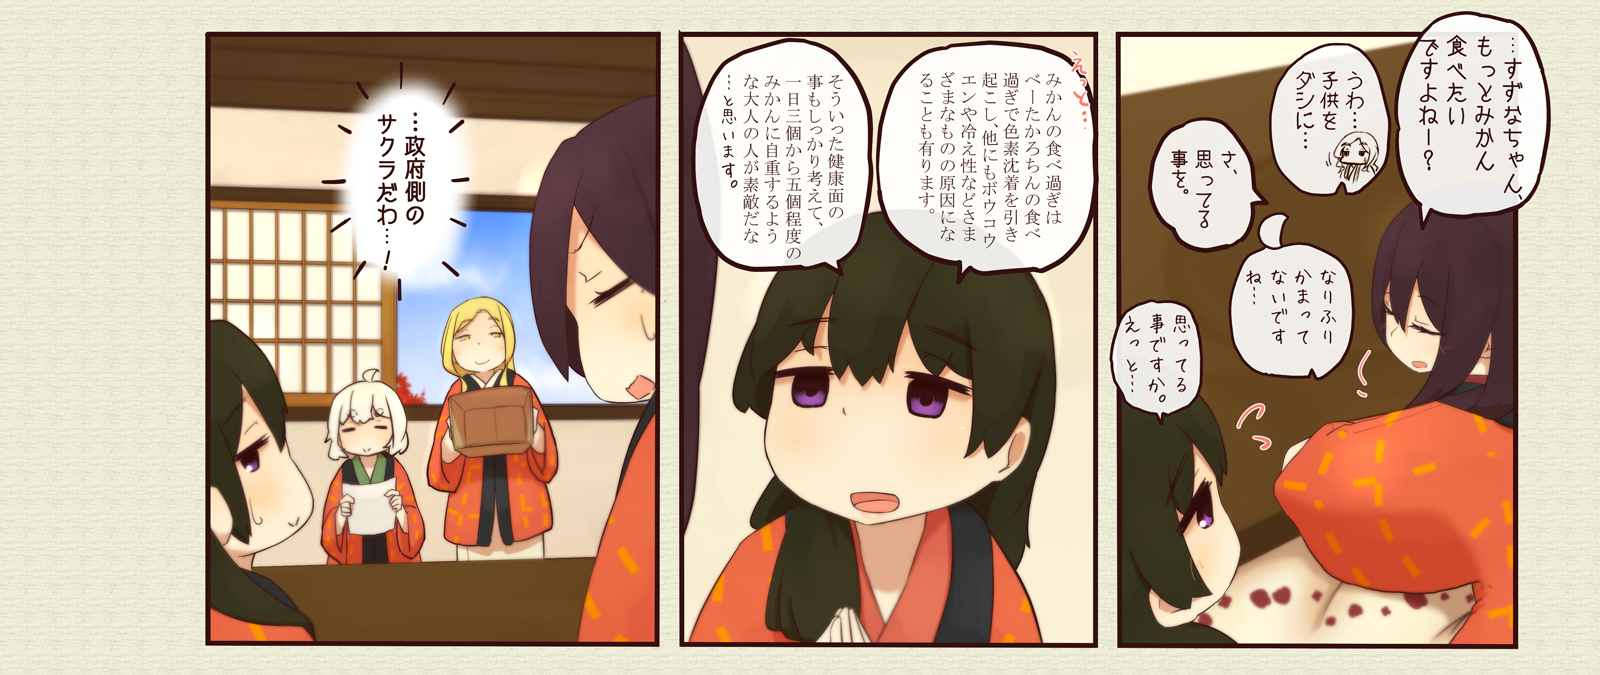 …すずなちゃん、
もっとみかん
食べたい
ですよねー?
うわ…
子供を
ダシに…
さ、
思ってる
事を。
なりふり
かまって
ないです
ね…
思ってる
事ですか。
えっと…
えっと…
みかんの食べ過ぎは
べーたかろちんの食べ
過ぎで色素沈着を引き
起こし、他にもボウコウ
エンや冷え性などさま
ざまなものの原因にな
ることも有ります。
そういった健康面の
事もしっかり考えて、
一日三個から五個程度の
みかんに自重するよう
な大人の人が素敵だな
…と思います。
…政府側の
サクラだわ…!